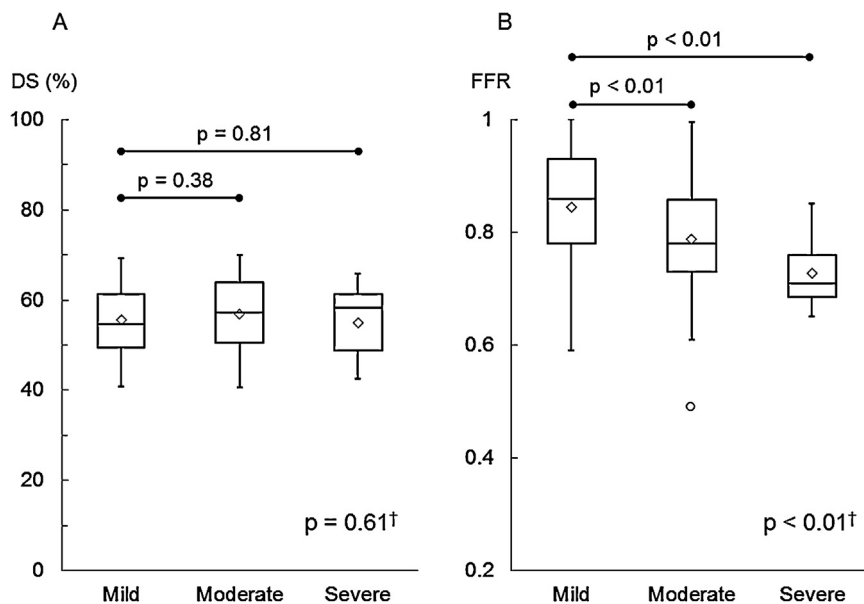 A
DS (%)
100
80
60
40
20
0
p = 0.81
p = 0.38
p = 0.61†
Mild Moderate Severe
B
FFR
1
0.8
0.6
0.4
0.2
p < 0.01
p < 0.01
p < 0.01†
Mild Moderate Severe